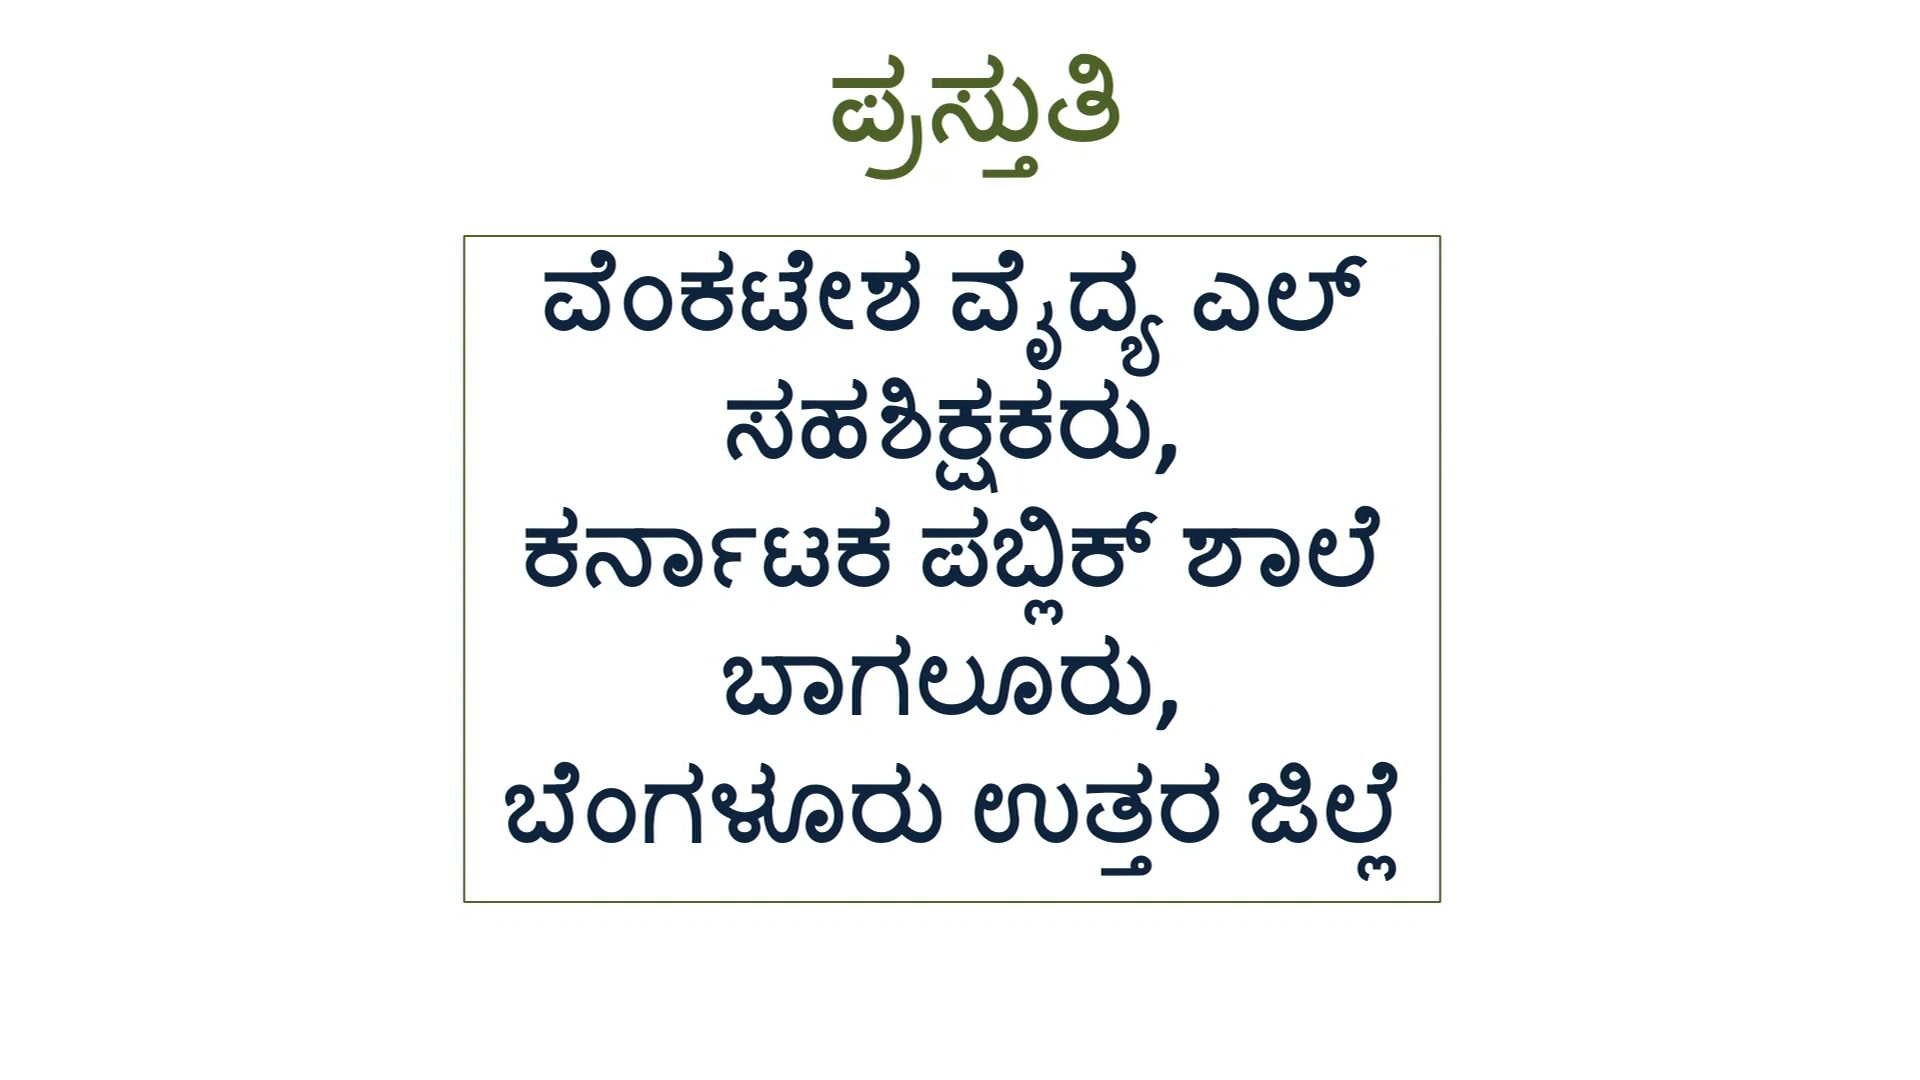 ಪ್ರಸ್ತುತಿ
ವೆಂಕಟೇಶ ವೈದ್ಯ ಎಲ್
ಸಹಶಿಕ್ಷಕರು,
ಕರ್ನಾಟಕ ಪಬ್ಲಿಕ್ ಶಾಲೆ
ಬಾಗಲೂರು,
ಬೆಂಗಳೂರು ಉತ್ತರ ಜಿಲ್ಲೆ